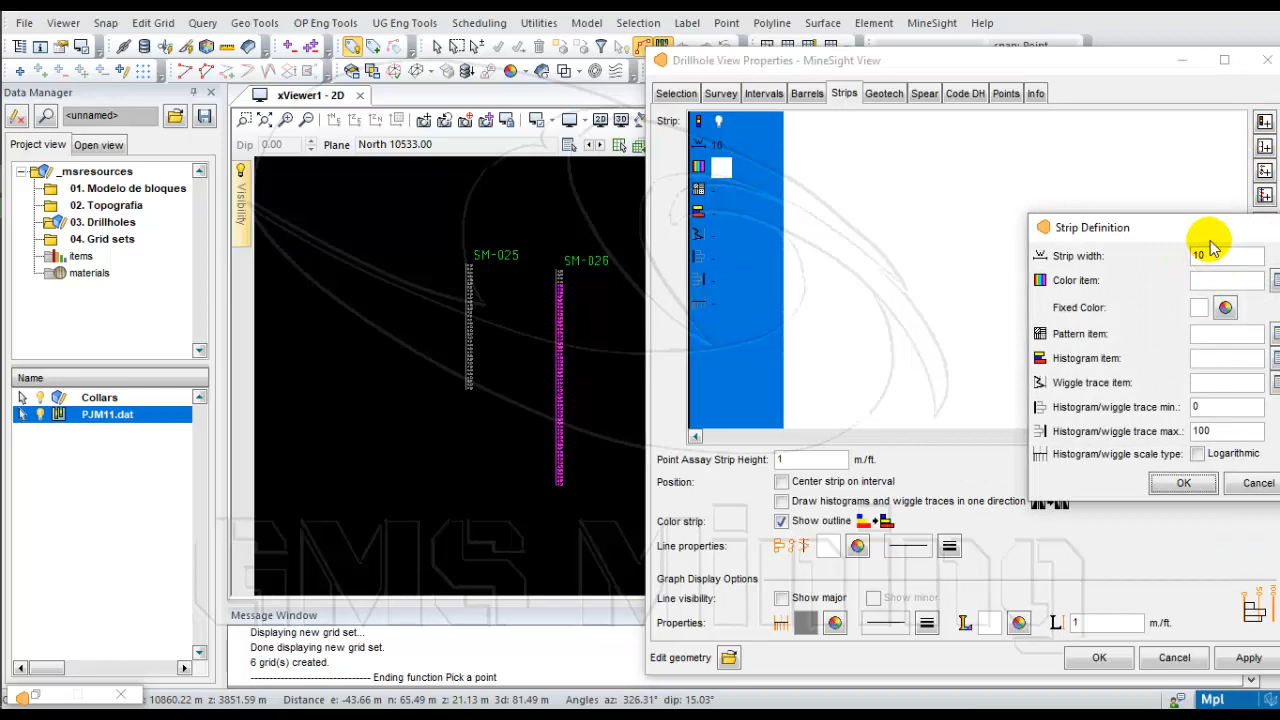 File Viewer Snap Edit Grid Query Geo Tools OP Eng Tools UG Eng Tools Scheduling Utilities Model Selection Label Point Polyline Surface Element MineSight Help
Data Manager
<unnamed>
Project view Open view
_msresources
01. Modelo de bloques
02. Topografia
03. Drillholes
04. Grid sets
items
materials
Name
Collars
PJM11.dat
xViewer1 - 2D
2D 3D
Dip 0.00 Plane North 10533.00
Visibility
SM-025
SM-026
Message Window
Displaying new grid set...
Done displaying new grid set.
6 grid(s) created.
------------------------------ Ending function Pick a point
Drillhole View Properties - MineSight View
Selection Survey Intervals Barrels Strips Geotech Spear Code DH Points Info
Strip:
10
Point Assay Strip Height: 1 m./ft.
Position: Center strip on interval
Draw histograms and wiggle traces in one direction
Color strip: Show outline
Line properties:
Graph Display Options
Line visibility: Show major Show minor
Properties: 1 m./ft.
Edit geometry OK Cancel Apply
Strip Definition
Strip width: 10
Color item:
Fixed Color:
Pattern item:
Histogram item:
Wiggle trace item:
Histogram/wiggle trace min.: 0
Histogram/wiggle trace max.: 100
Histogram/wiggle scale type: Logarithmic
OK Cancel
10860.22 m z: 3851.59 m Distance e: -43.66 m n: 65.49 m z: 21.13 m 3d: 81.49 m Angles az: 326.31° dip: 15.03° Mpl